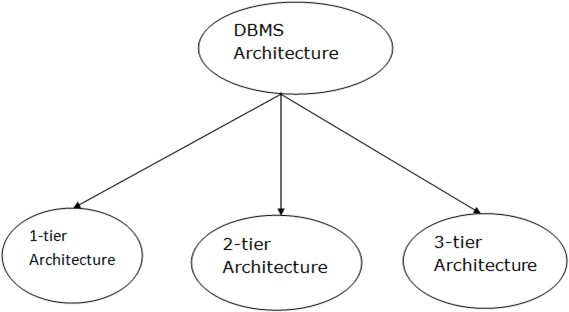 DBMS
Architecture
1-tier
Architecture
2-tier
Architecture
3-tier
Architecture